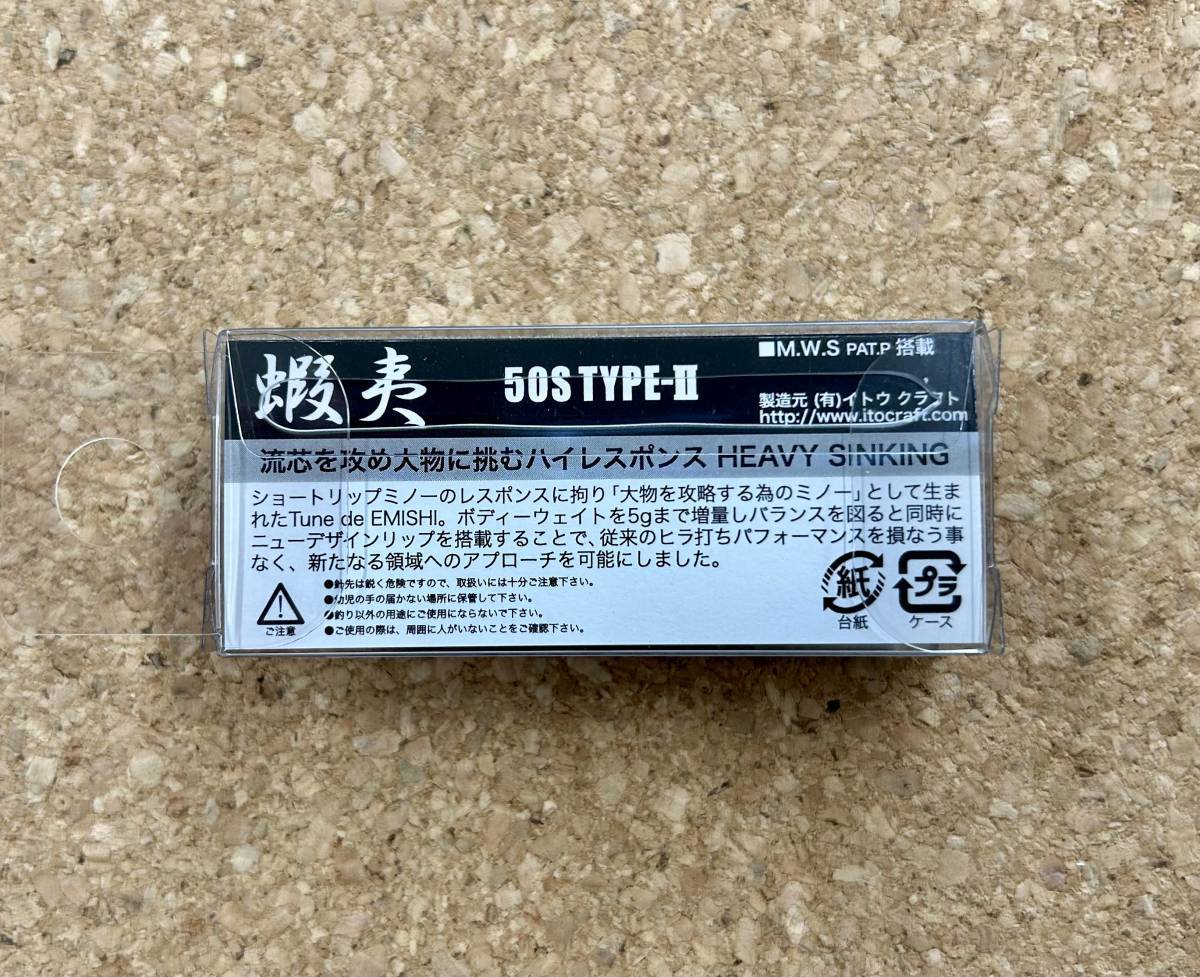 蝦夷 50S TYPE-II
■M.W.S PAT.P 搭載
製造元 (有)イトウ クラフト
http://www.itocraft.com
流芯を攻め大物に挑むハイレスポンス HEAVY SINKING
ショートリップミノーのレスポンスに拘り「大物を攻略する為のミノー」として生ま
れたTune de EMISHI。ボディーウェイトを5gまで増量しバランスを図ると同時に
ニューデザインリップを搭載することで、従来のヒラ打ちパフォーマンスを損なう事
なく、新たなる領域へのアプローチを可能にしました。
●針先は鋭く危険ですので、取扱いには十分ご注意下さい。
●幼児の手の届かない場所に保管して下さい。
●釣り以外の用途にご使用にならないで下さい。
●ご使用の際は、周囲に人がいないことをご確認下さい。
ご注意
紙
台紙
プラ
ケース